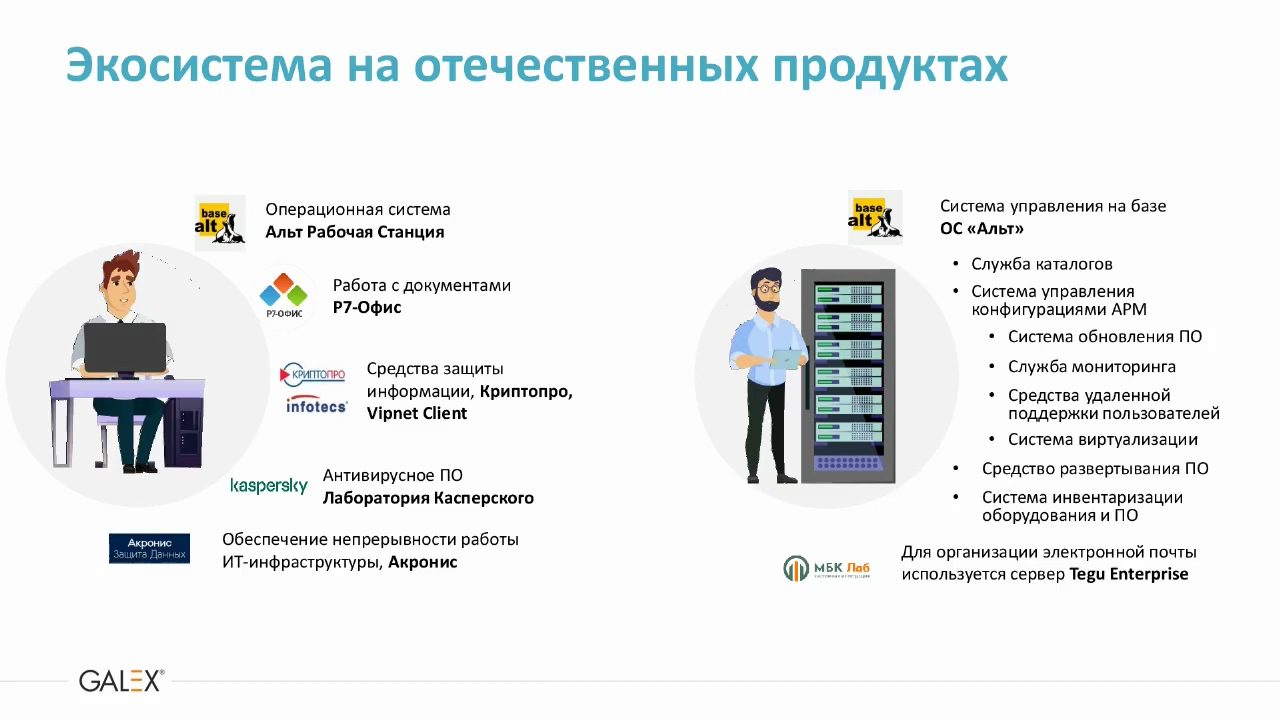 Экосистема на отечественных продуктах
base
alt
Операционная система
Альт Рабочая Станция
Р7-ОФИС
Работа с документами
Р7-Офис
КРИПТОПРО
infotecs®
Средства защиты
информации, Криптопро,
Vipnet Client
kaspersky
Антивирусное ПО
Лаборатория Касперского
Акронис
Защита Данных
Обеспечение непрерывности работы
ИТ-инфраструктуры, Акронис
base
alt
Система управления на базе
ОС «Альт»
• Служба каталогов
• Система управления
конфигурациями АРМ
• Система обновления ПО
• Служба мониторинга
• Средства удаленной
поддержки пользователей
• Система виртуализации
• Средство развертывания ПО
• Система инвентаризации
оборудования и ПО
МБК Лаб
Для организации электронной почты
используется сервер Tegu Enterprise
GALEX®